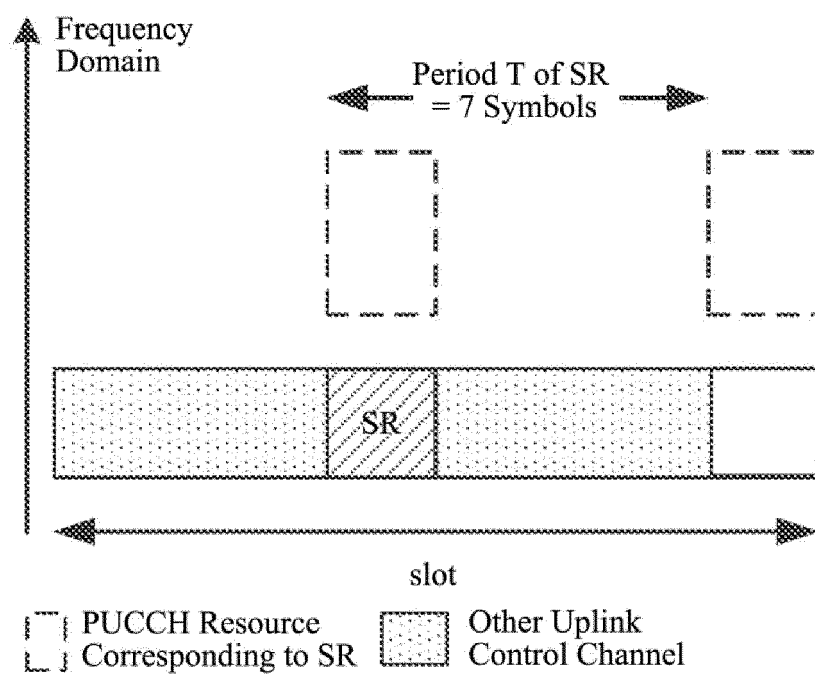 Frequency
Domain
Period T of SR
= 7 Symbols
SR
slot
PUCCH Resource
Corresponding to SR
Other Uplink
Control Channel